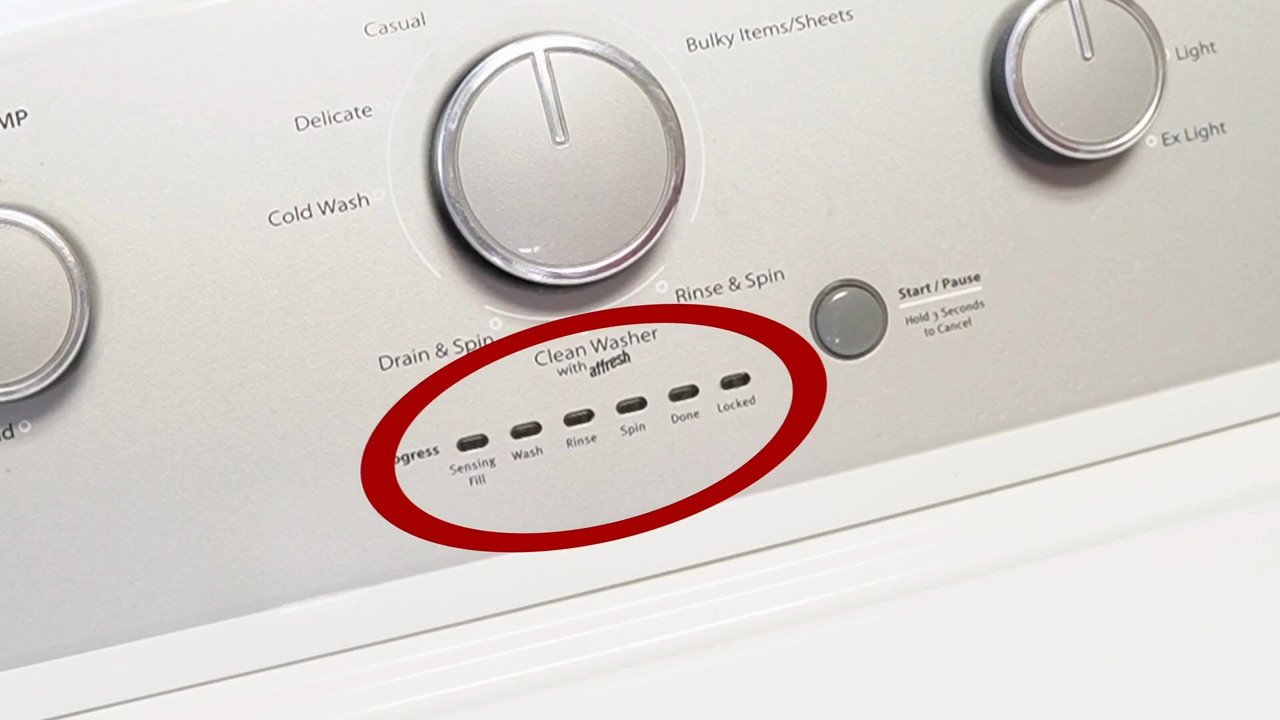 Casual
Bulky Items/Sheets
Light
Delicate
Ex Light
Cold Wash
Rinse & Spin
Start / Pause
Hold 3 Seconds
to Cancel
Drain & Spin
Clean Washer
with affresh
Sensing
Fill
Wash
Rinse
Spin
Done
Locked